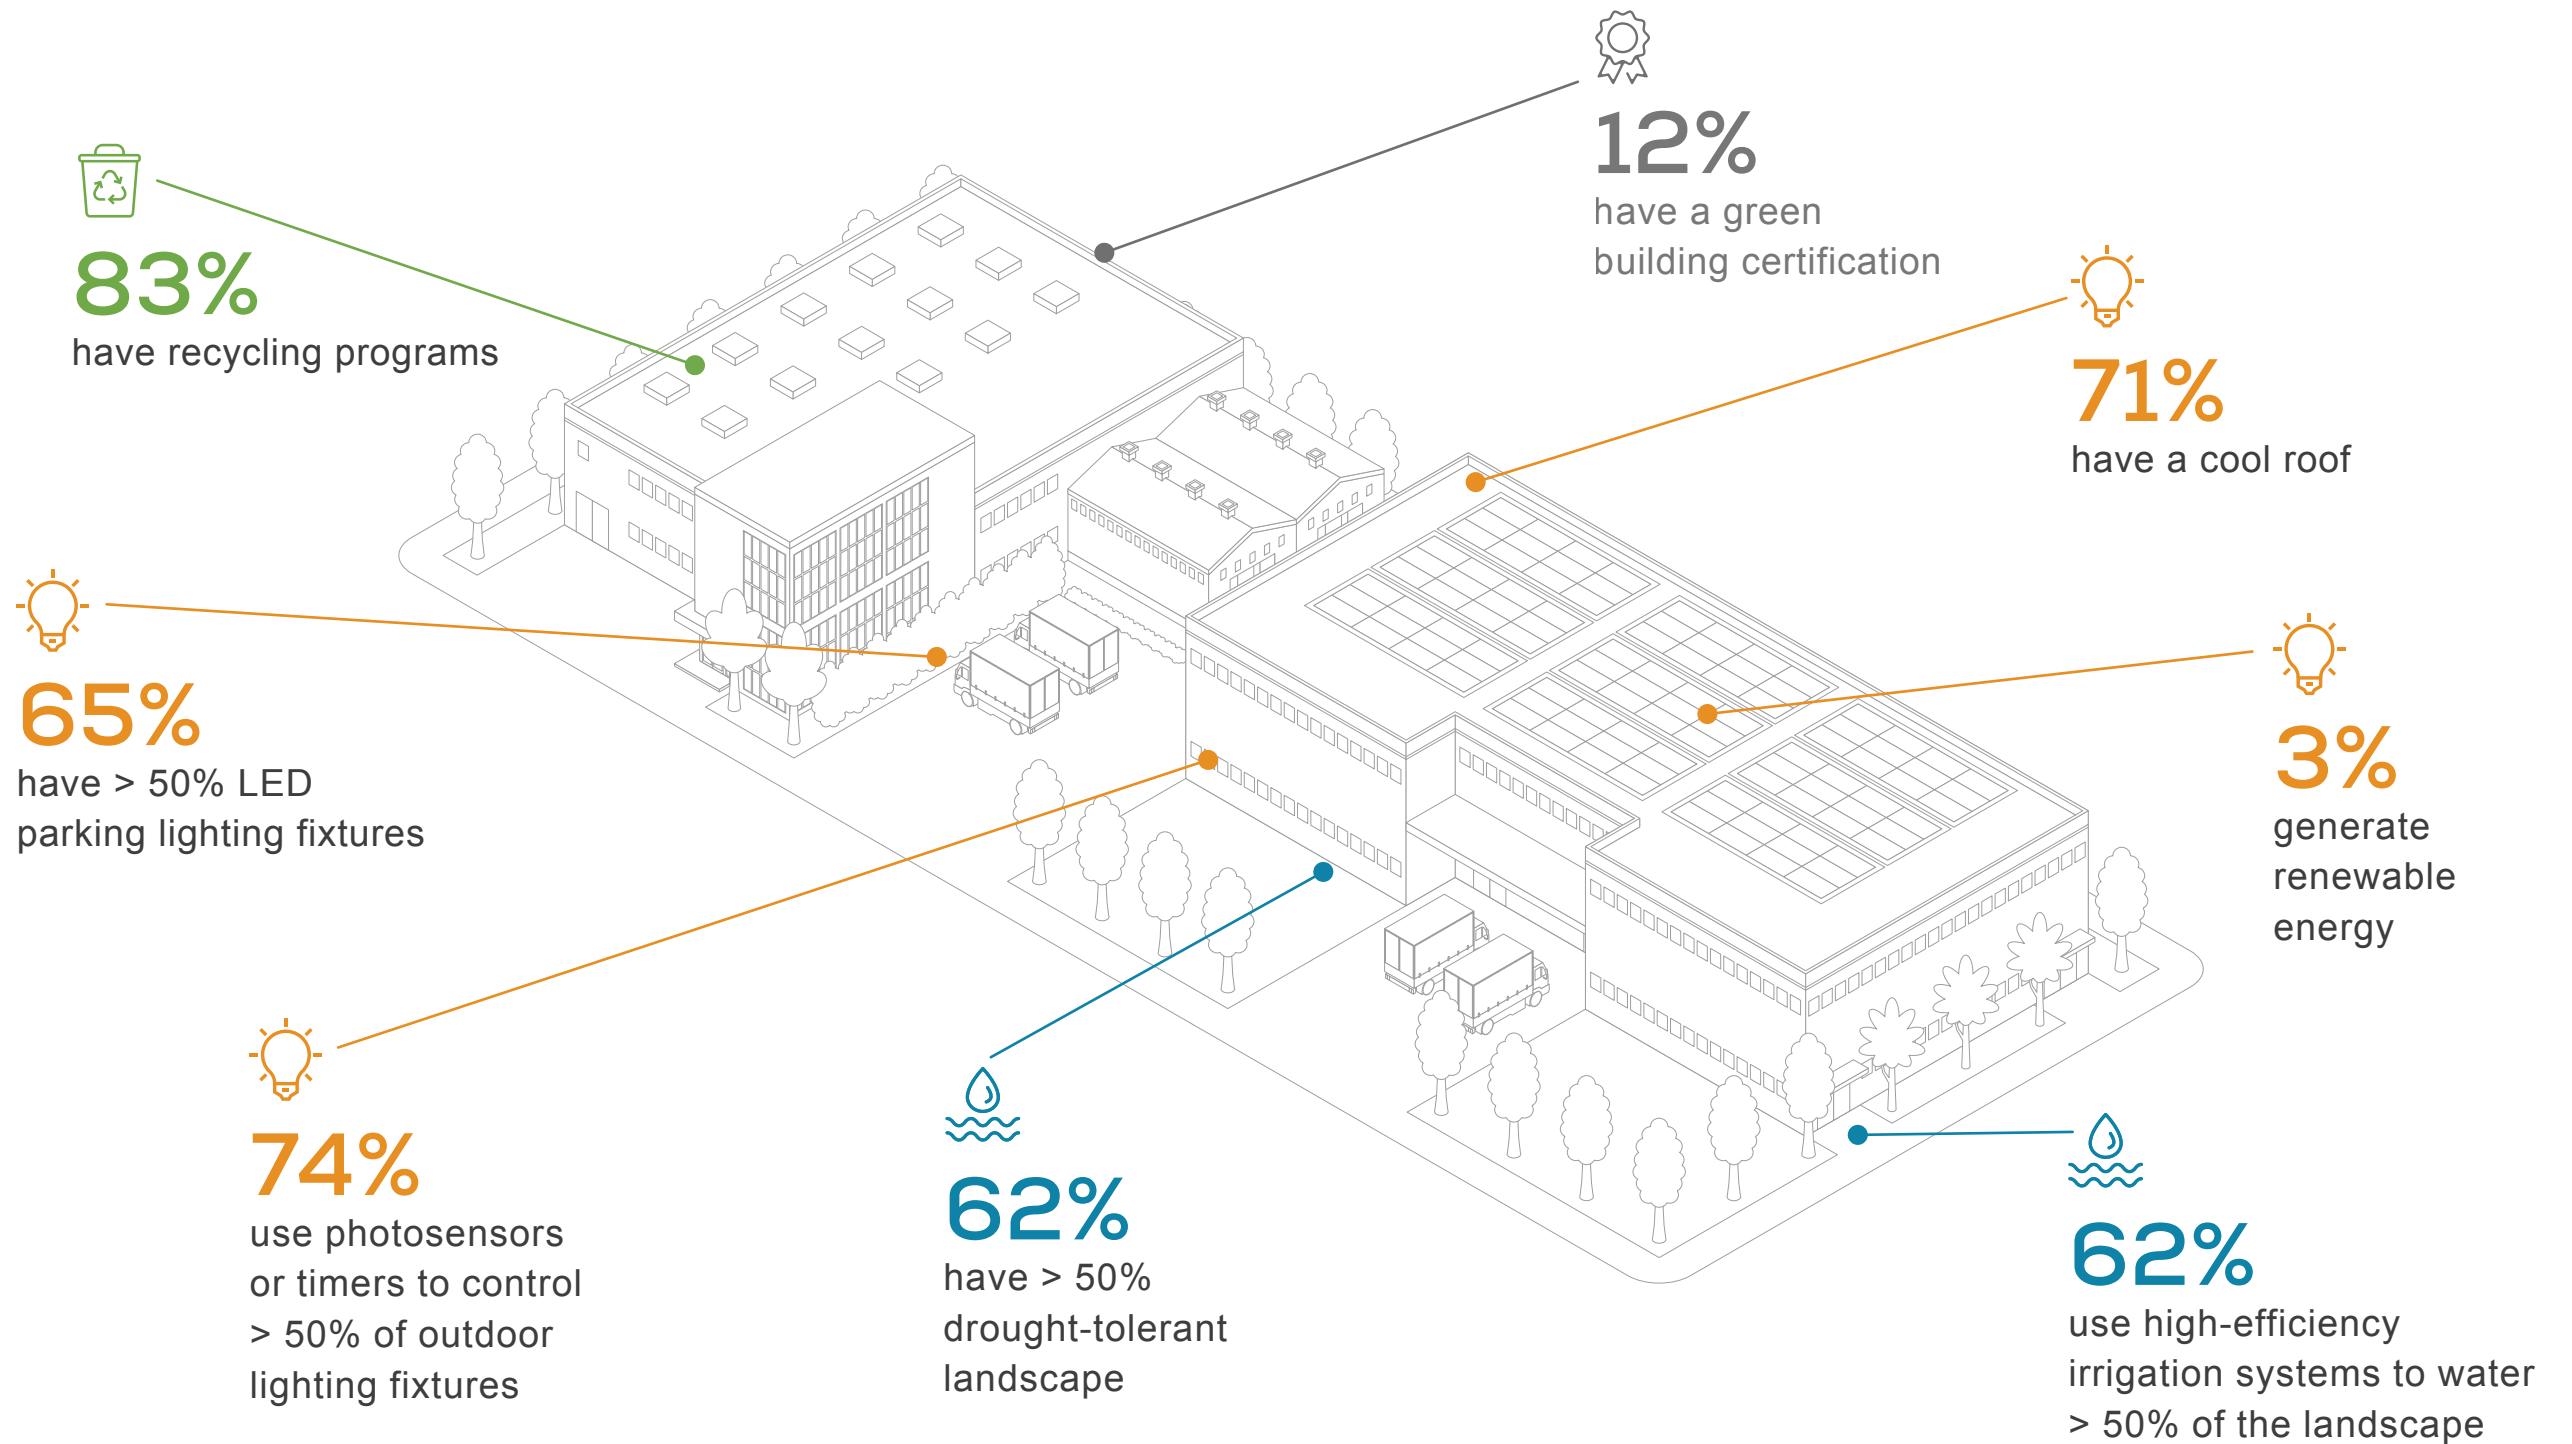 12%
have a green
building certification
83%
have recycling programs
71%
have a cool roof
65%
have > 50% LED
parking lighting fixtures
3%
generate
renewable
energy
74%
use photosensors
or timers to control
> 50% of outdoor
lighting fixtures
62%
have > 50%
drought-tolerant
landscape
62%
use high-efficiency
irrigation systems to water
> 50% of the landscape